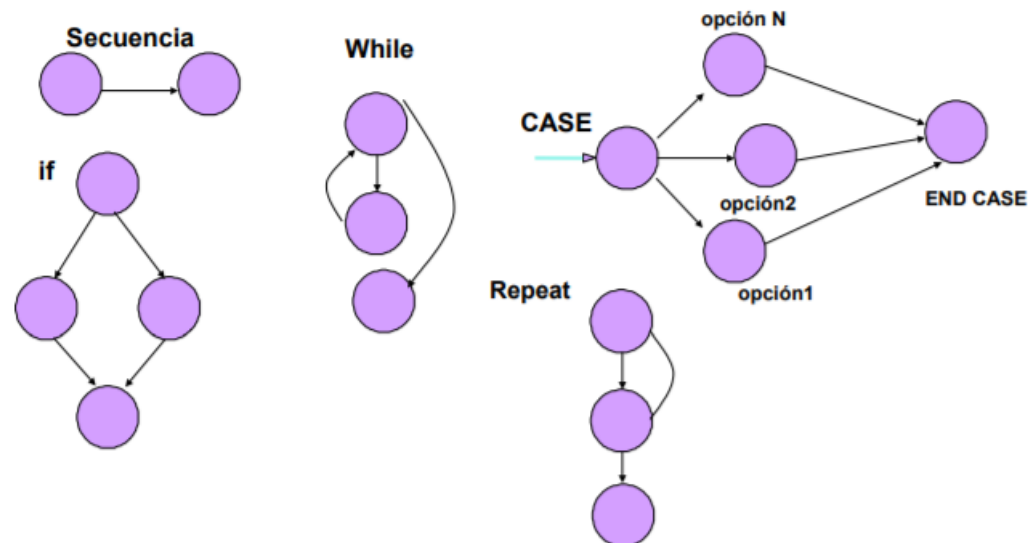 Secuencia
if
While
CASE
opción N
opción2
opción1
END CASE
Repeat